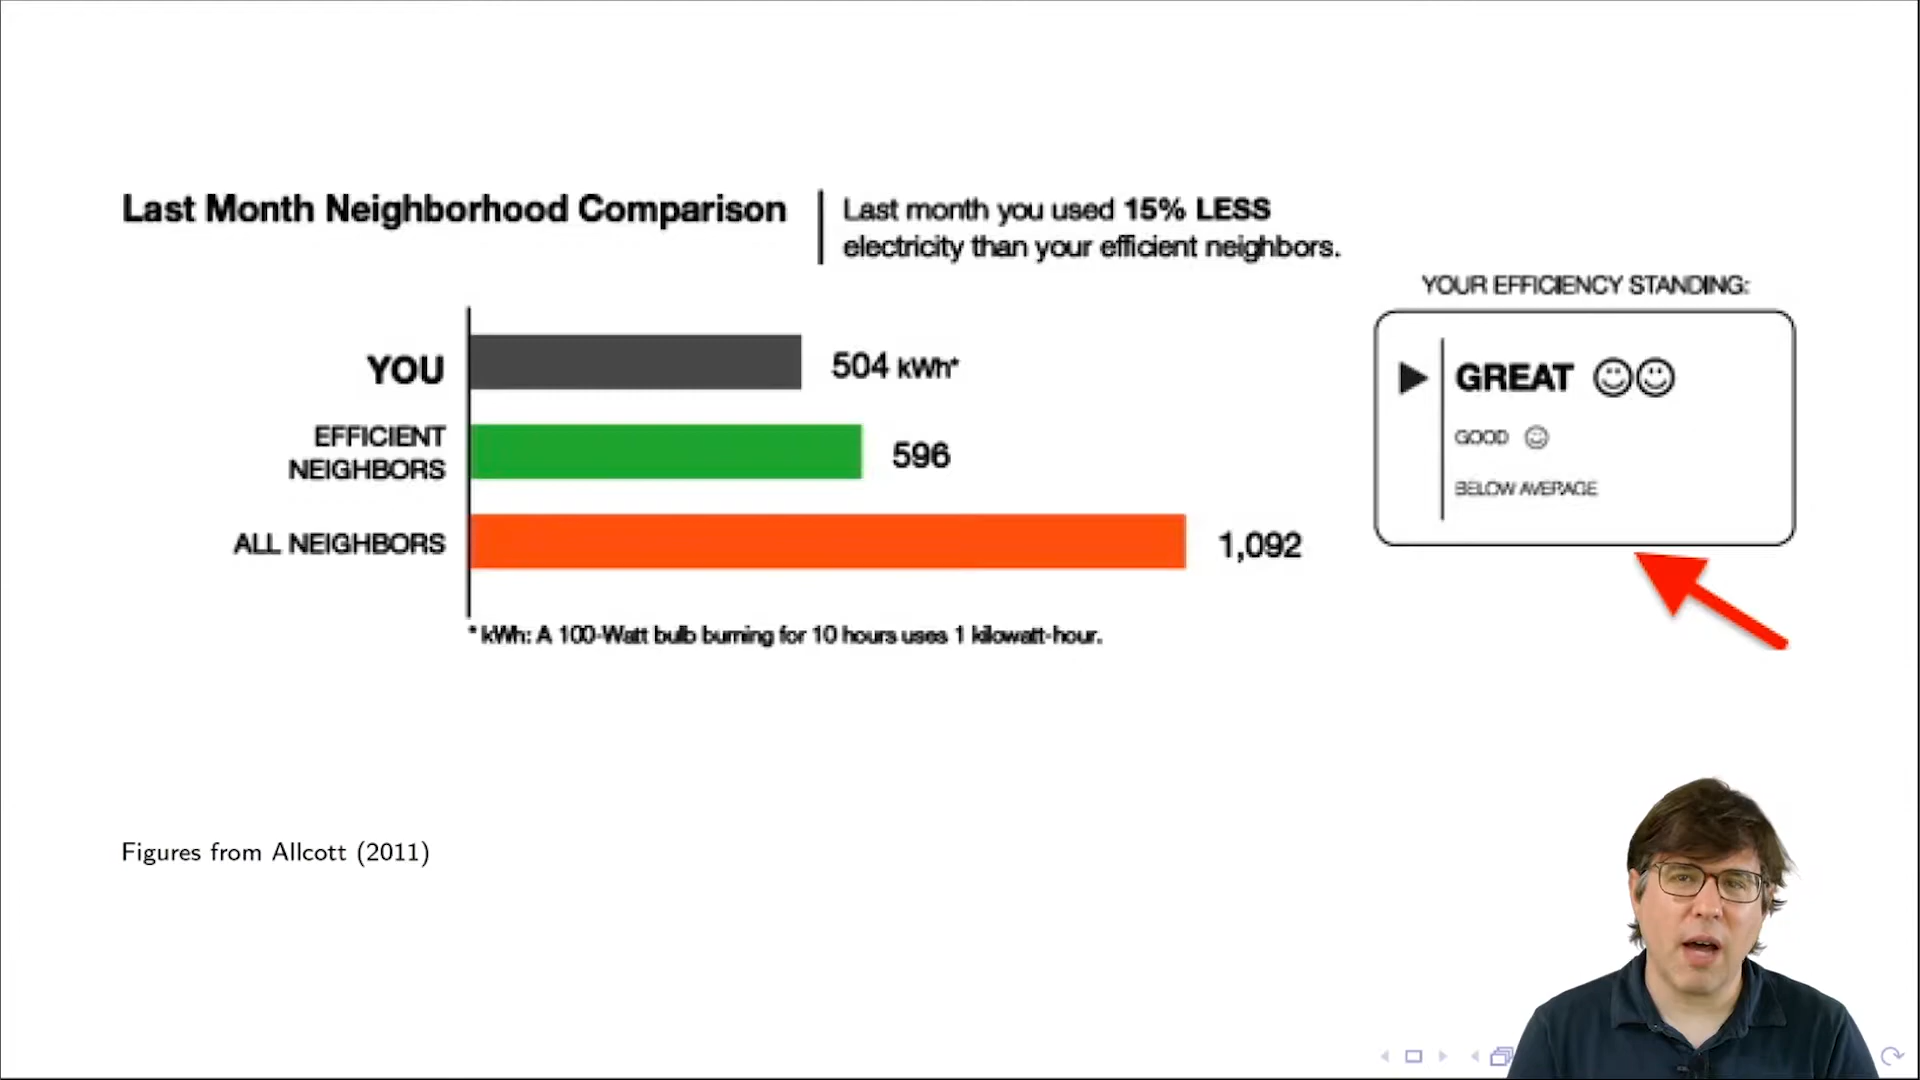 Last Month Neighborhood Comparison
Last month you used 15% LESS
electricity than your efficient neighbors.
YOUR EFFICIENCY STANDING:
YOU
504 kWh*
GREAT
EFFICIENT
NEIGHBORS
596
GOOD
BELOW AVERAGE
ALL NEIGHBORS
1,092
* kWh: A 100-Watt bulb burning for 10 hours uses 1 kilowatt-hour.
Figures from Allcott (2011)